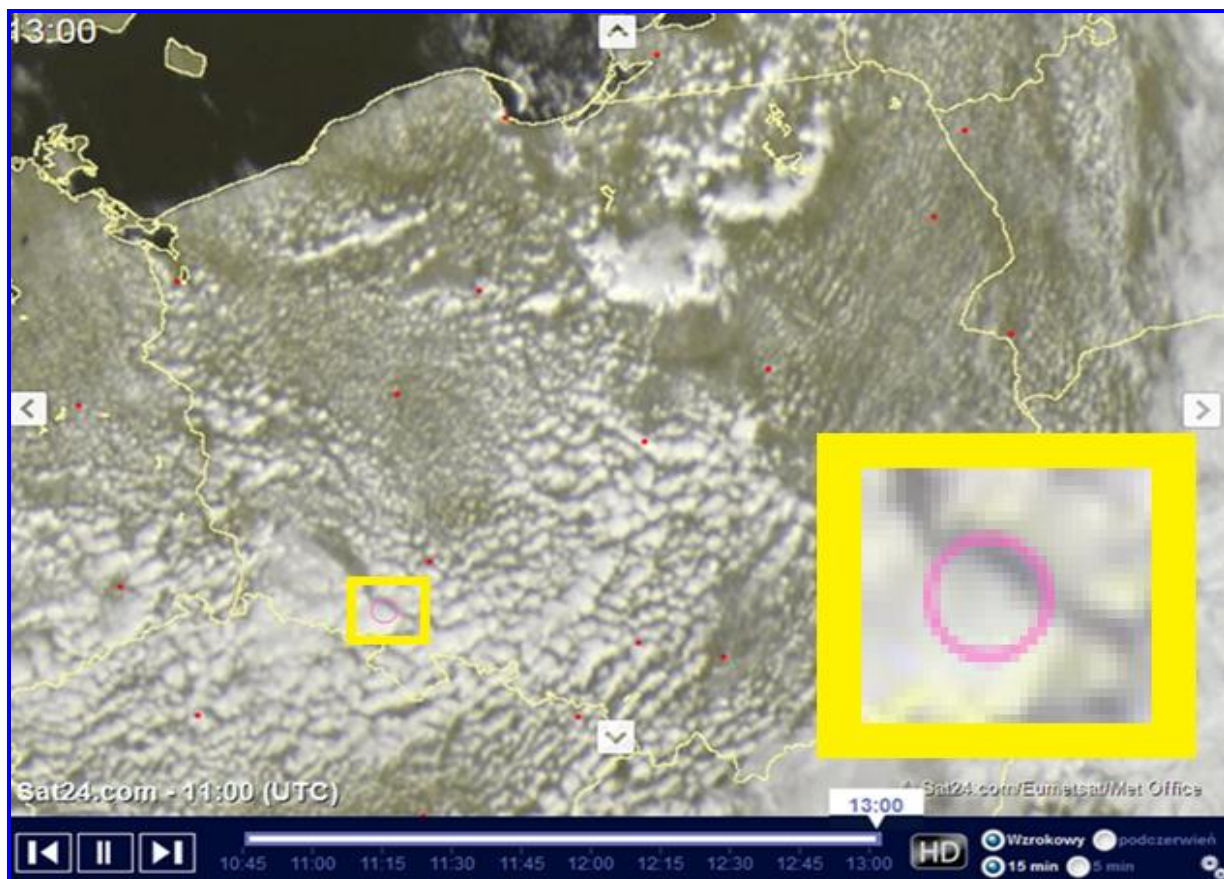 13:00
Sat24.com - 11:00 (UTC)
© Sat24.com/Eumetsat/Met Office
13:00
10:45 11:00 11:15 11:30 11:45 12:00 12:15 12:30 12:45 13:00
HD
Wzrokowy podczerwień
15 min 5 min